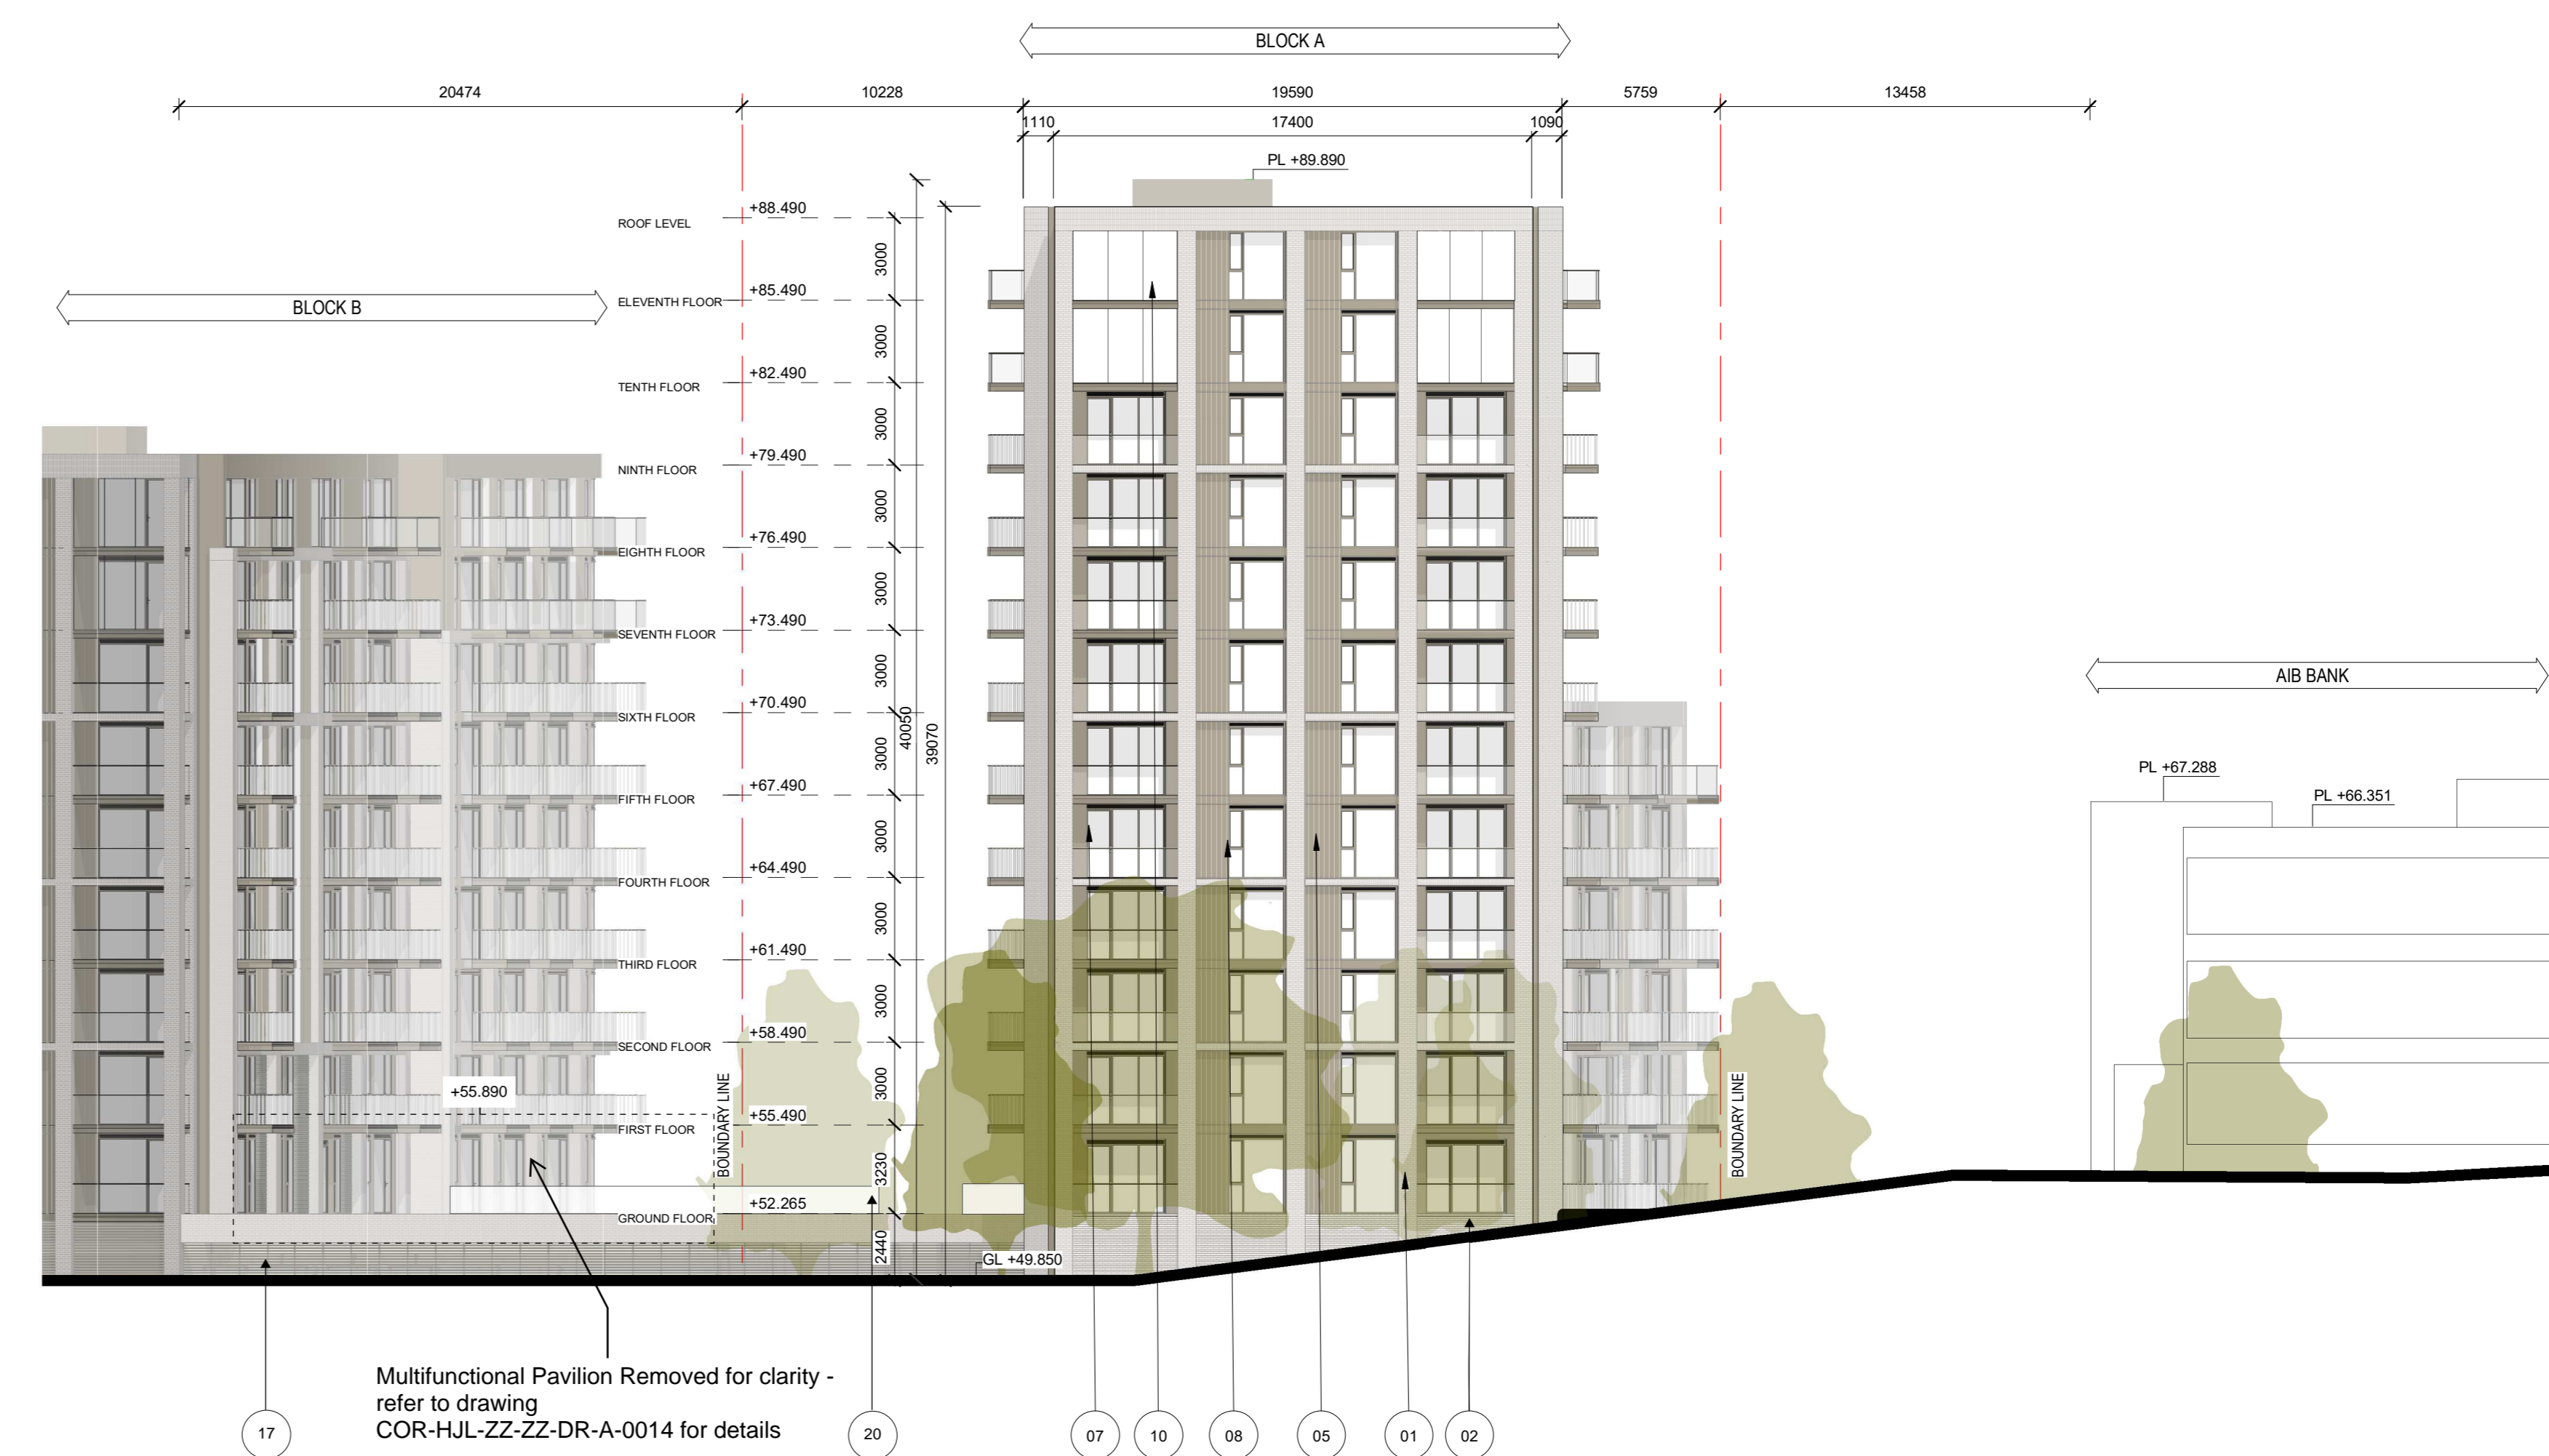 BLOCK A
20474
10228
19590
5759
13458
1110
17400
1090
PL +89.890
ROOF LEVEL
+88.490
3000
BLOCK B
ELEVENTH FLOOR
+85.490
3000
TENTH FLOOR
+82.490
3000
NINTH FLOOR
+79.490
3000
EIGHTH FLOOR
+76.490
3000
SEVENTH FLOOR
+73.490
3000
SIXTH FLOOR
+70.490
40050
39070
3000
AIB BANK
FIFTH FLOOR
+67.490
PL +67.288
PL +66.351
3000
FOURTH FLOOR
+64.490
3000
THIRD FLOOR
+61.490
3000
SECOND FLOOR
+58.490
3000
+55.890
BOUNDARY LINE
BOUNDARY LINE
FIRST FLOOR
+55.490
3230
GROUND FLOOR
+52.265
2440
GL +49.850
Multifunctional Pavilion Removed for clarity -
refer to drawing
COR-HJL-ZZ-ZZ-DR-A-0014 for details
17
20
07
10
08
05
01
02